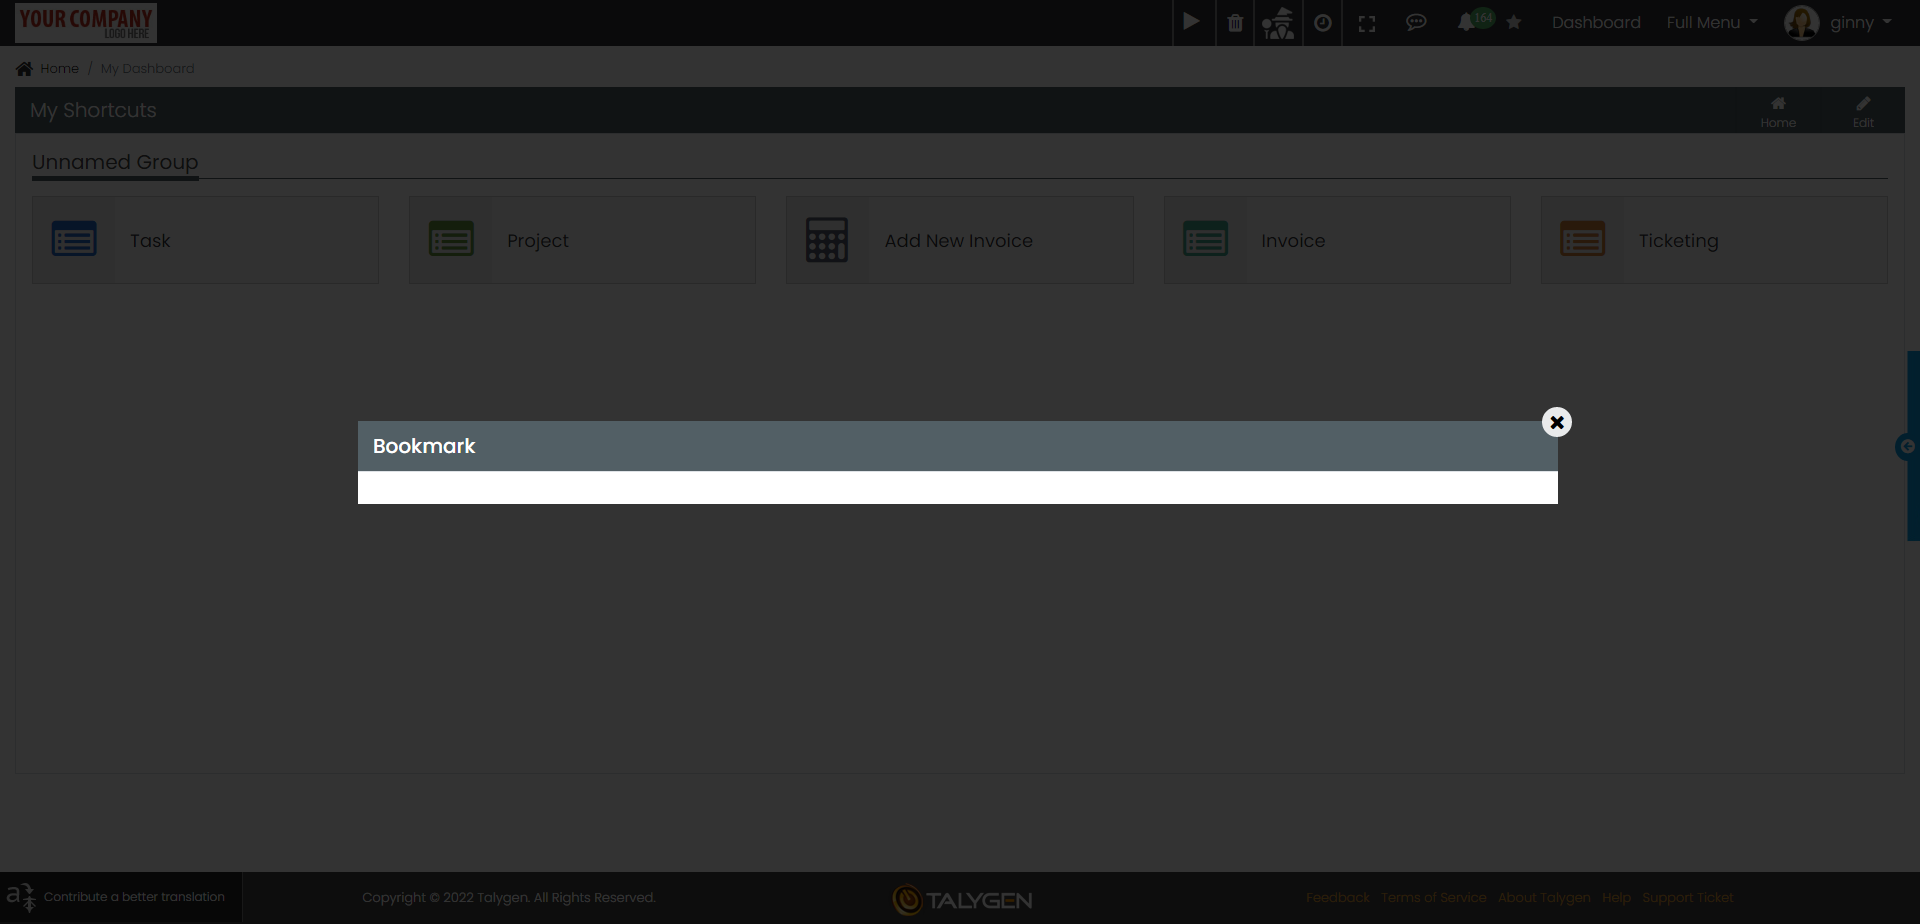 YOUR COMPANY
LOGO HERE
164
Dashboard
Full Menu
ginny
Home / My Dashboard
My Shortcuts
Home
Edit
Unnamed Group
Task
Project
Add New Invoice
Invoice
Ticketing
Bookmark
Contribute a better translation
Copyright © 2022 Talygen. All Rights Reserved.
TALYGEN
Feedback Terms of Service About Talygen Help Support Ticket